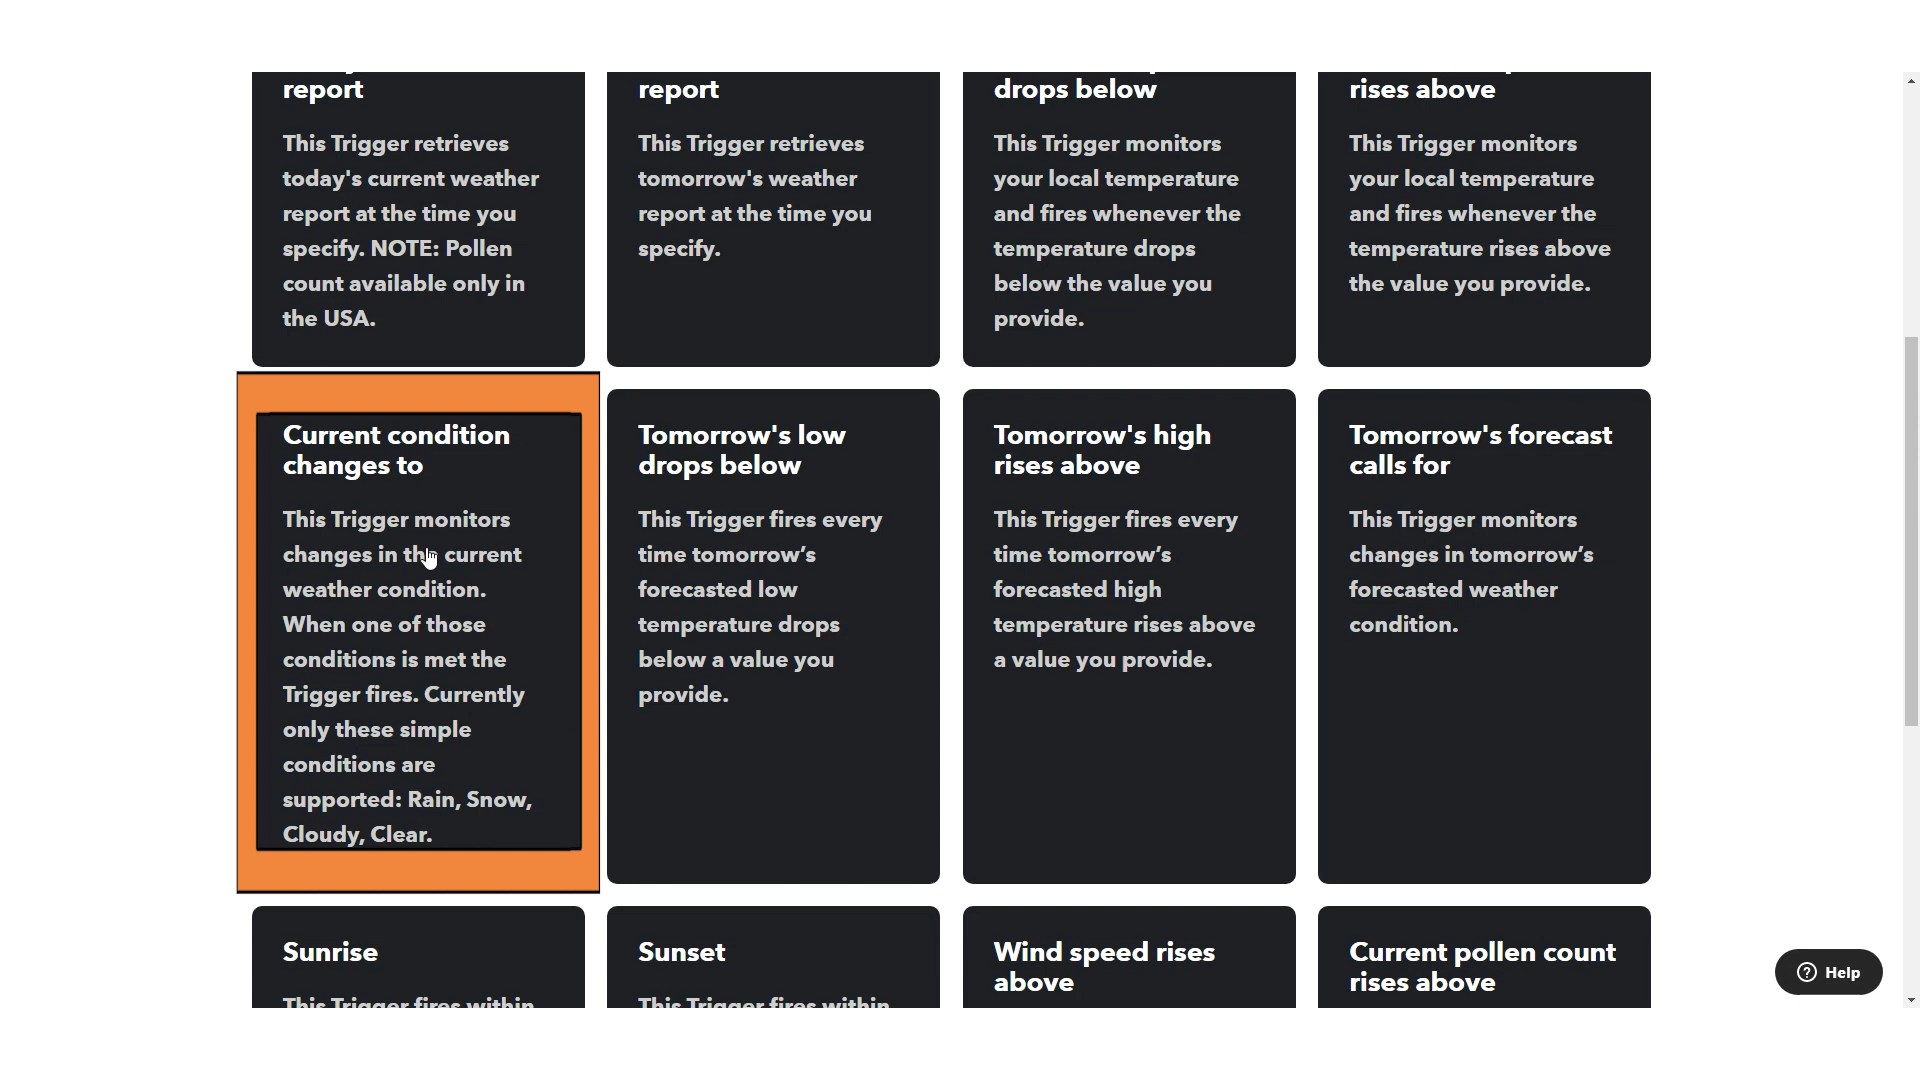 report
This Trigger retrieves
today's current weather
report at the time you
specify. NOTE: Pollen
count available only in
the USA.
report
This Trigger retrieves
tomorrow's weather
report at the time you
specify.
drops below
This Trigger monitors
your local temperature
and fires whenever the
temperature drops
below the value you
provide.
rises above
This Trigger monitors
your local temperature
and fires whenever the
temperature rises above
the value you provide.
Current condition
changes to
This Trigger monitors
changes in the current
weather condition.
When one of those
conditions is met the
Trigger fires. Currently
only these simple
conditions are
supported: Rain, Snow,
Cloudy, Clear.
Tomorrow's low
drops below
This Trigger fires every
time tomorrow’s
forecasted low
temperature drops
below a value you
provide.
Tomorrow's high
rises above
This Trigger fires every
time tomorrow’s
forecasted high
temperature rises above
a value you provide.
Tomorrow's forecast
calls for
This Trigger monitors
changes in tomorrow’s
forecasted weather
condition.
Sunrise
This Trigger fires within
Sunset
This Trigger fires within
Wind speed rises
above
Current pollen count
rises above
Help